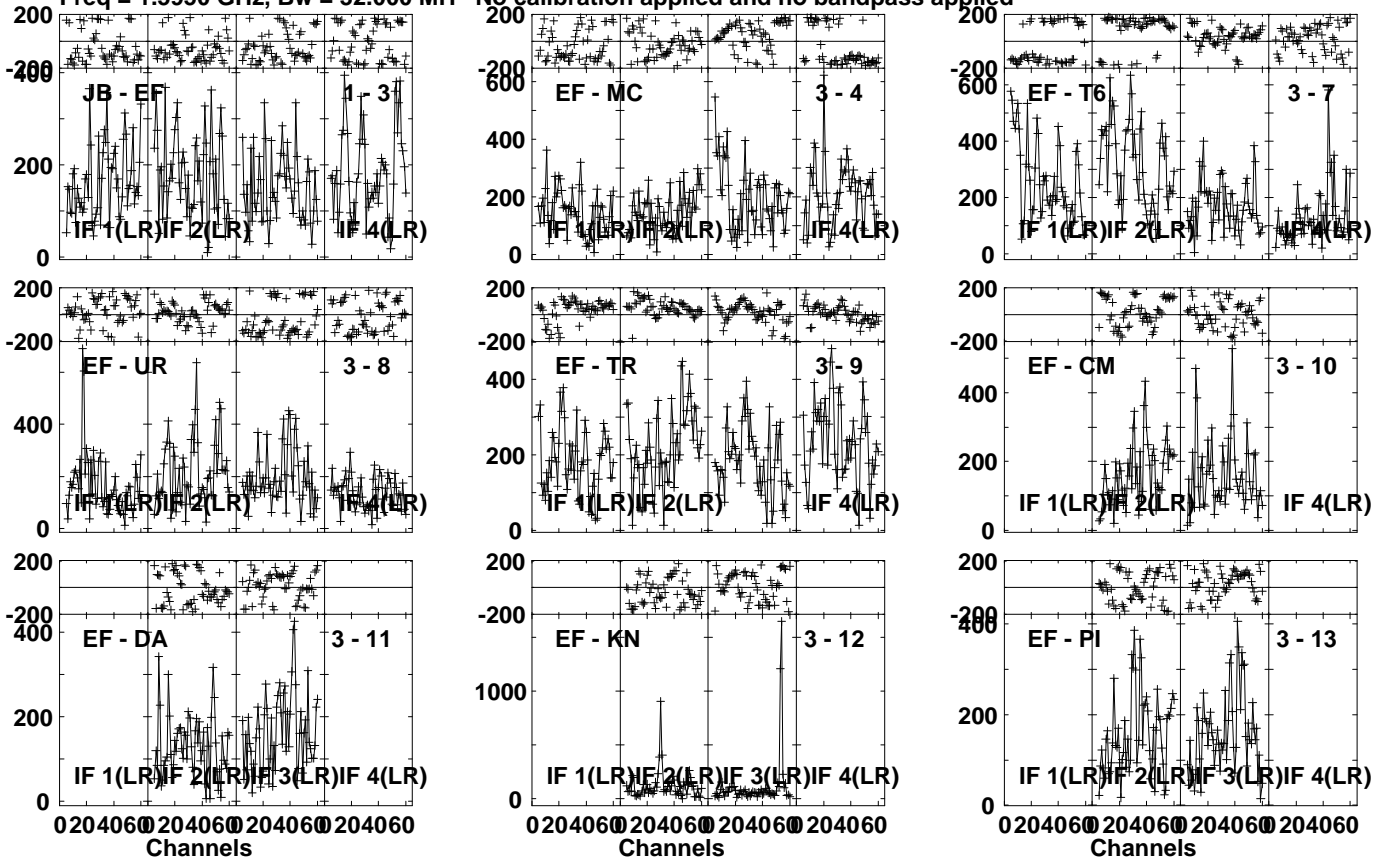 Freq = 1.5950 GHz, Bw = 32.000 MH No calibration applied and no bandpass applied
200
-200
400
200
0
JB - EF 1 - 3
IF 1(LR) IF 2(LR) IF 4(LR)
200
-200
600
400
200
0
EF - MC 3 - 4
IF 1(LR) IF 2(LR) IF 4(LR)
200
-200
600
400
200
0
EF - T6 3 - 7
IF 1(LR) IF 2(LR) IF 4(LR)
200
-200
400
0
EF - UR 3 - 8
IF 1(LR) IF 2(LR) IF 4(LR)
200
-200
400
200
0
EF - TR 3 - 9
IF 1(LR) IF 2(LR) IF 4(LR)
200
-200
400
200
0
EF - CM 3 - 10
IF 1(LR) IF 2(LR) IF 4(LR)
200
-200
400
200
0
EF - DA 3 - 11
IF 1(LR) IF 2(LR) IF 3(LR) IF 4(LR)
0 20 40 60 0 20 40 60 0 20 40 60 0 20 40 60
Channels
200
-200
1000
0
EF - KN 3 - 12
IF 1(LR) IF 2(LR) IF 3(LR) IF 4(LR)
0 20 40 60 0 20 40 60 0 20 40 60 0 20 40 60
Channels
200
-200
400
200
0
EF - PI 3 - 13
IF 1(LR) IF 2(LR) IF 3(LR) IF 4(LR)
0 20 40 60 0 20 40 60 0 20 40 60 0 20 40 60
Channels